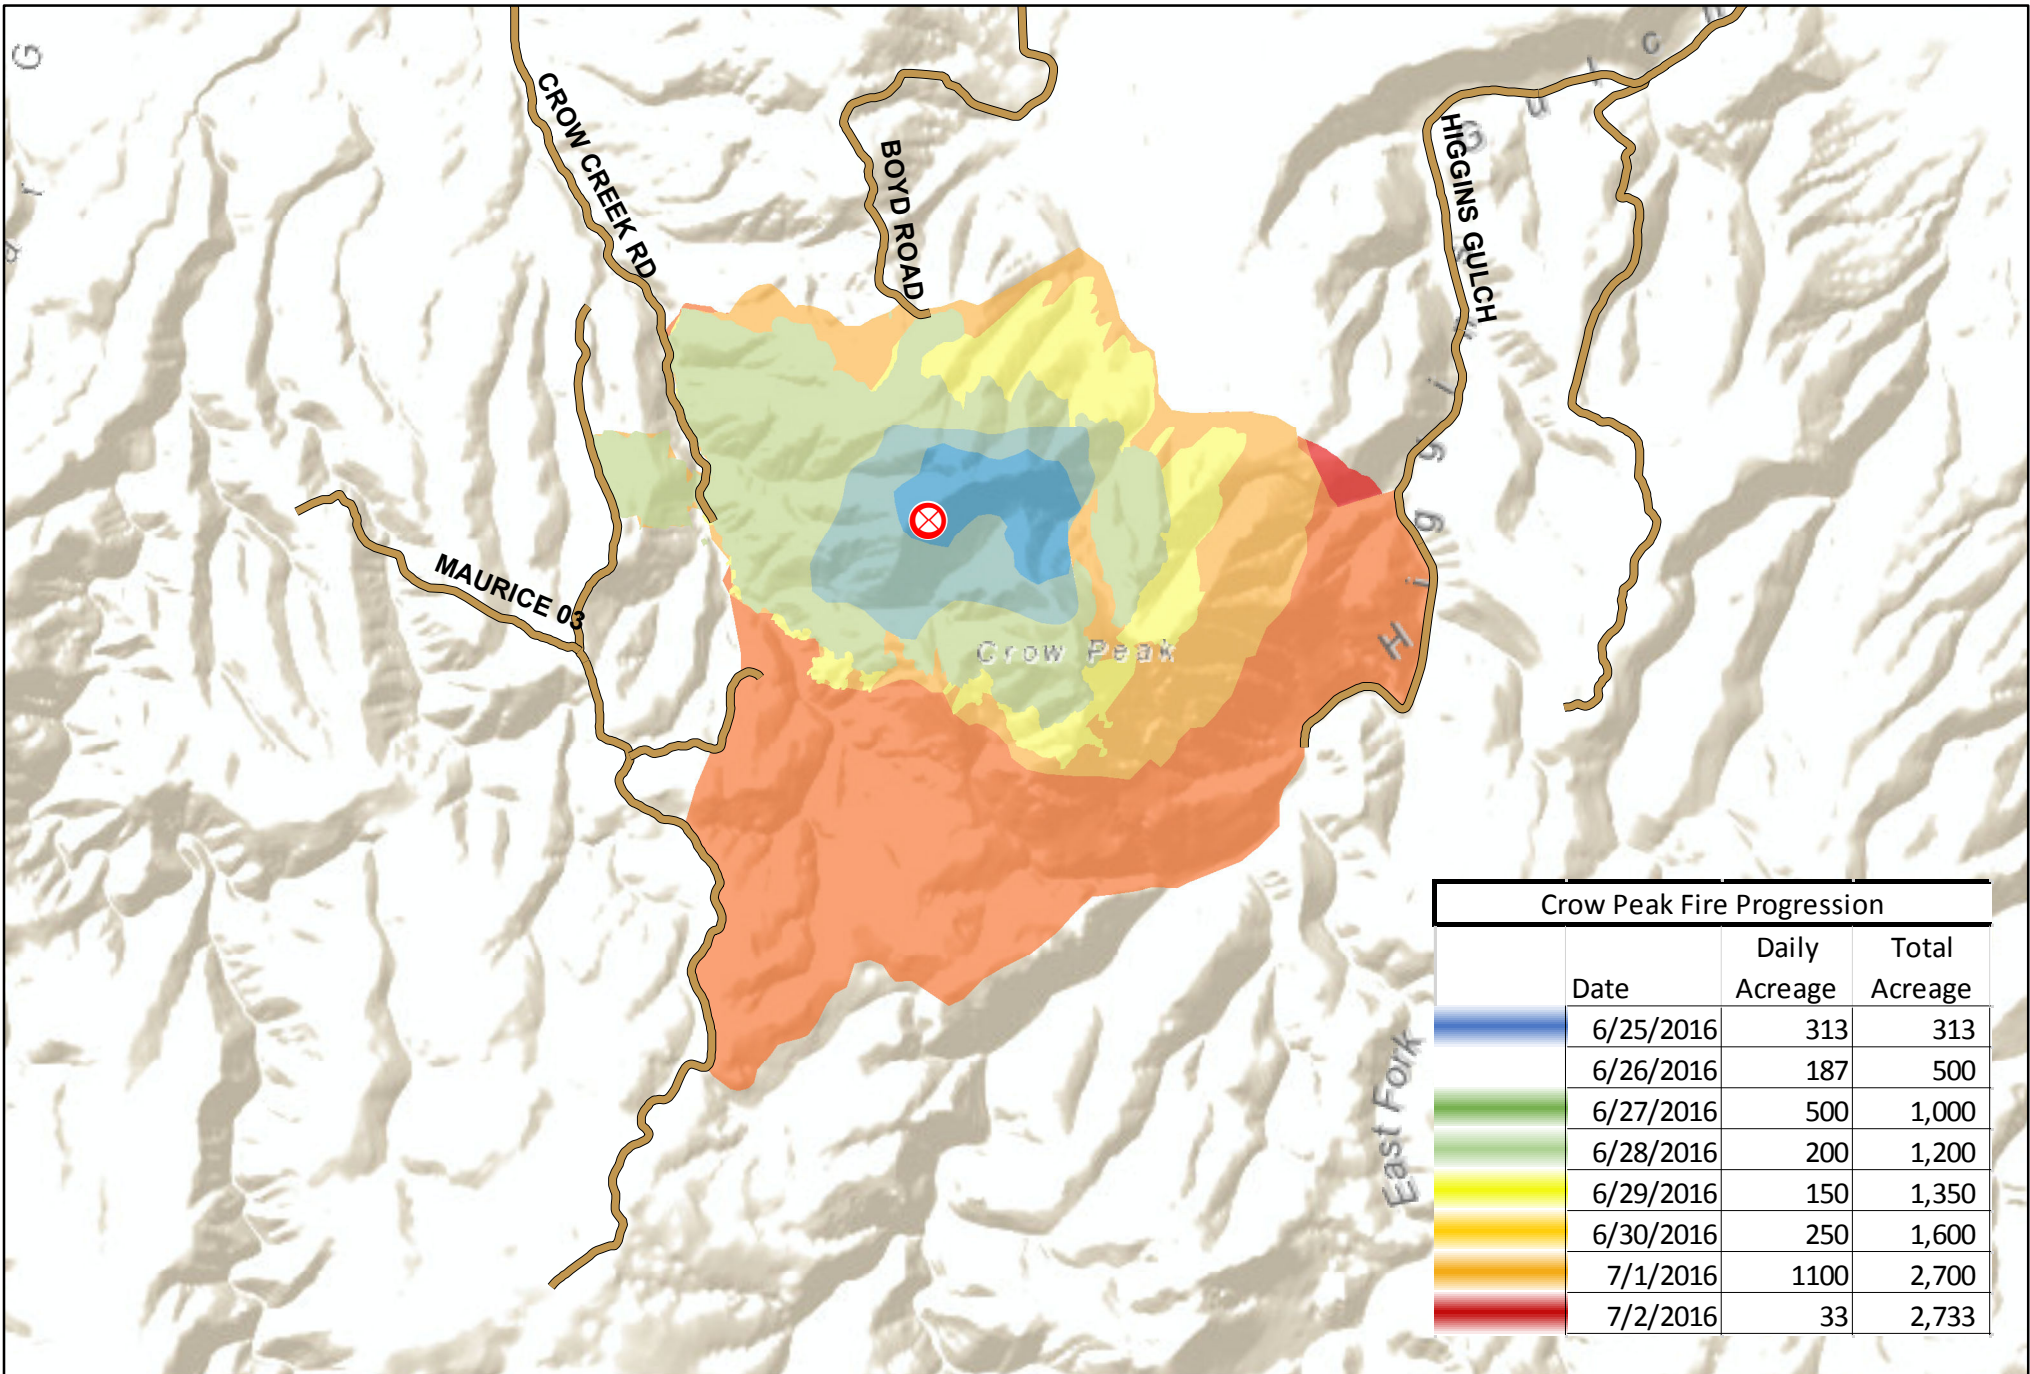 G
a r
CROW CREEK RD
BOYD ROAD
HIGGINS GULCH
Higgins Gulch
MAURICE 03
Crow Peak
East Fork
Crow Peak Fire Progression
Date Daily Acreage Total Acreage
6/25/2016 313 313
6/26/2016 187 500
6/27/2016 500 1,000
6/28/2016 200 1,200
6/29/2016 150 1,350
6/30/2016 250 1,600
7/1/2016 1100 2,700
7/2/2016 33 2,733